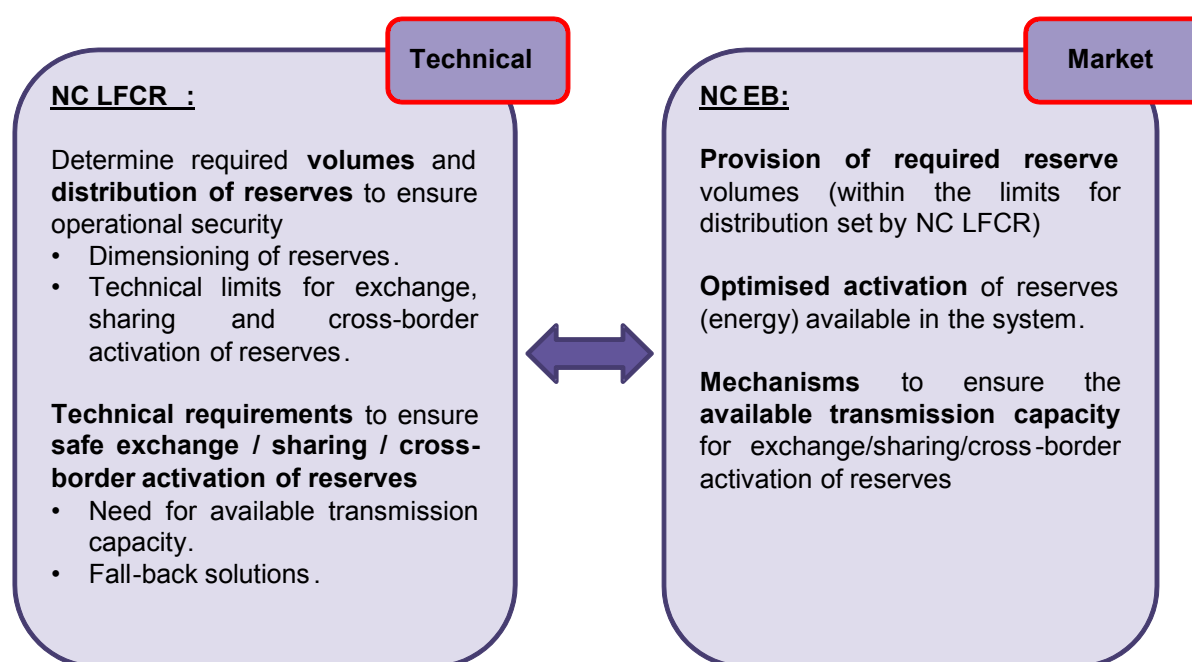 Technical
NC LFCR :
Determine required volumes and
distribution of reserves to ensure
operational security
• Dimensioning of reserves.
• Technical limits for exchange,
sharing and cross-border
activation of reserves.
Technical requirements to ensure
safe exchange / sharing / cross-
border activation of reserves
• Need for available transmission
capacity.
• Fall-back solutions.
Market
NC EB:
Provision of required reserve
volumes (within the limits for
distribution set by NC LFCR)
Optimised activation of reserves
(energy) available in the system.
Mechanisms to ensure the
available transmission capacity
for exchange/sharing/cross-border
activation of reserves